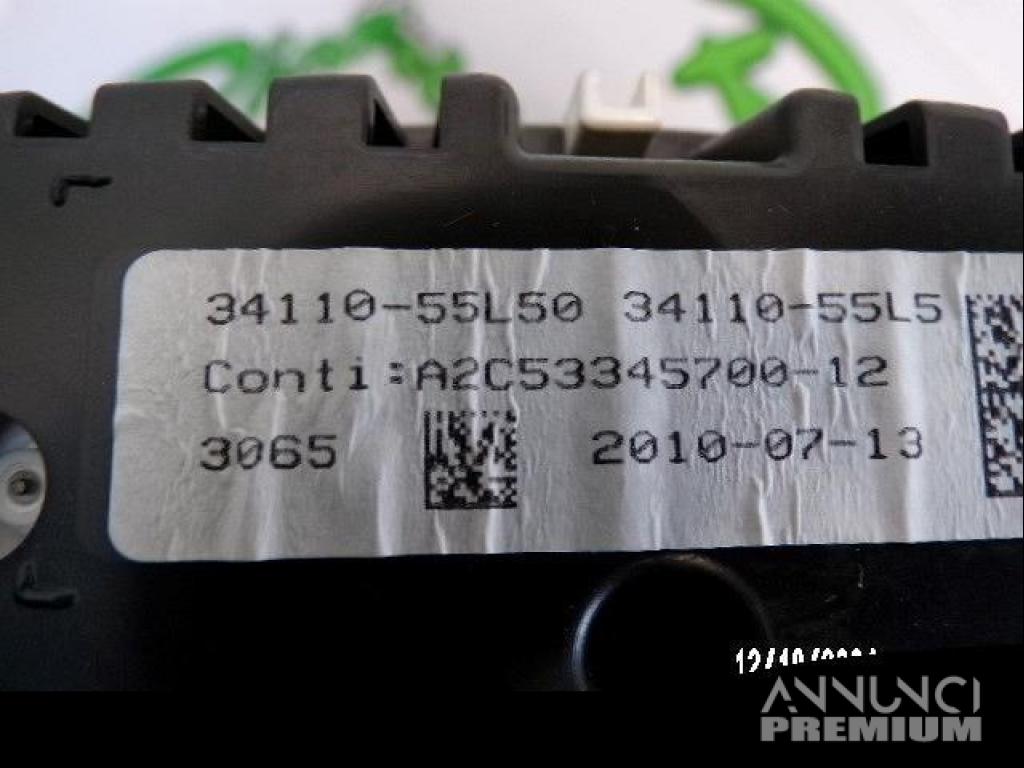 34110-55L50 34110-55L5
Conti:A2C53345700-12
3065 2010-07-13
ANNUNCI
PREMIUM